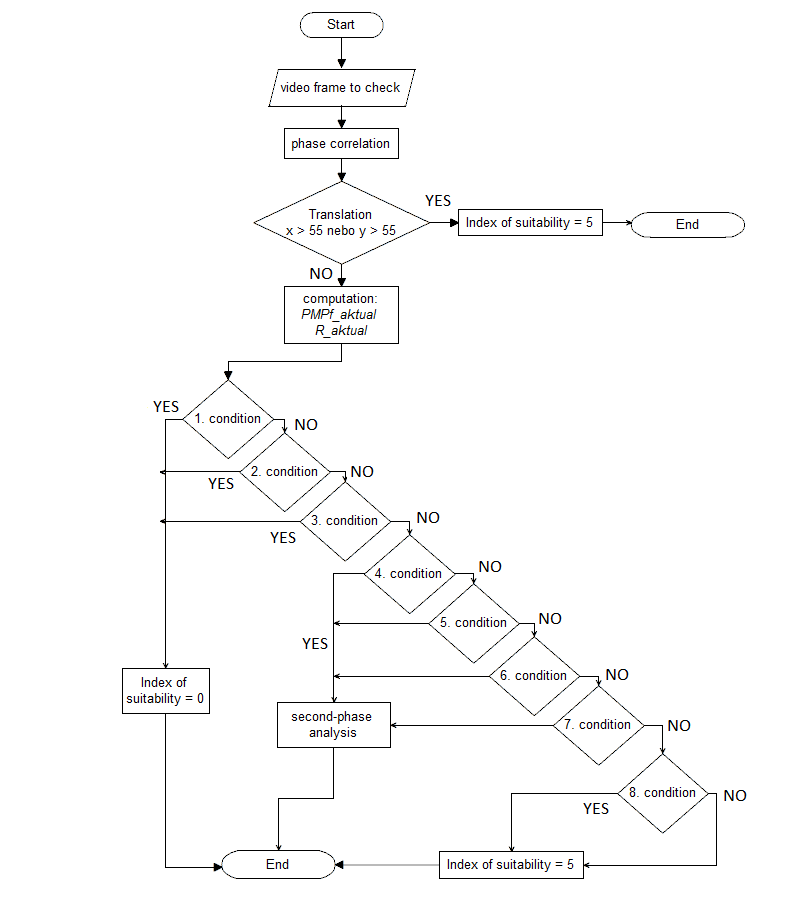 Start
video frame to check
phase correlation
Translation
x > 55 nebo y > 55
YES
Index of suitability = 5
End
NO
computation:
PMPf_aktual
R_aktual
YES
1. condition
NO
2. condition
NO
YES
3. condition
NO
YES
4. condition
NO
5. condition
NO
YES
6. condition
NO
Index of
suitability = 0
second-phase
analysis
7. condition
NO
8. condition
NO
YES
End
Index of suitability = 5